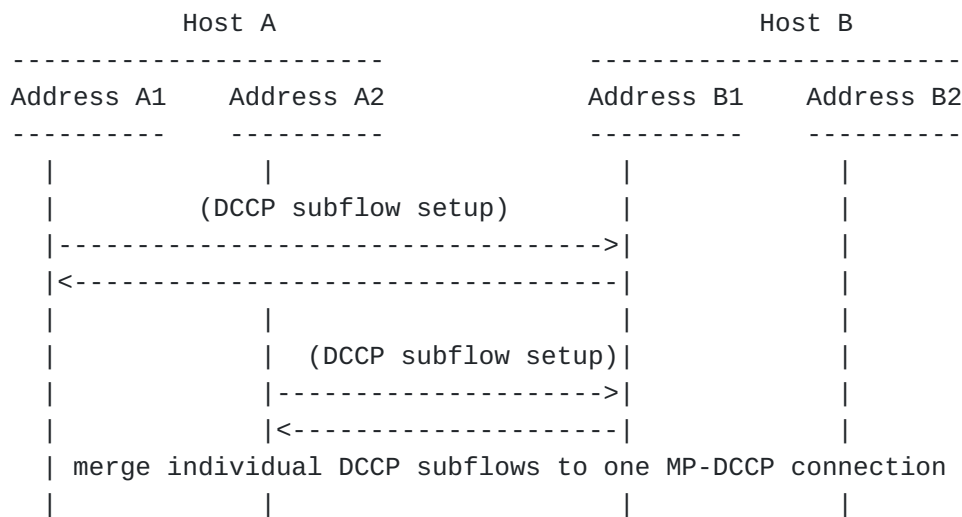 Host A Host B
------------------------ ------------------------
Address A1 Address A2 Address B1 Address B2
---------- ---------- ---------- ----------
| | | |
| (DCCP subflow setup) | |
|----------------------------------->| |
|<-----------------------------------| |
| | | |
| | (DCCP subflow setup)| |
| |--------------------->| |
| |<---------------------| |
| merge individual DCCP subflows to one MP-DCCP connection
| | | |